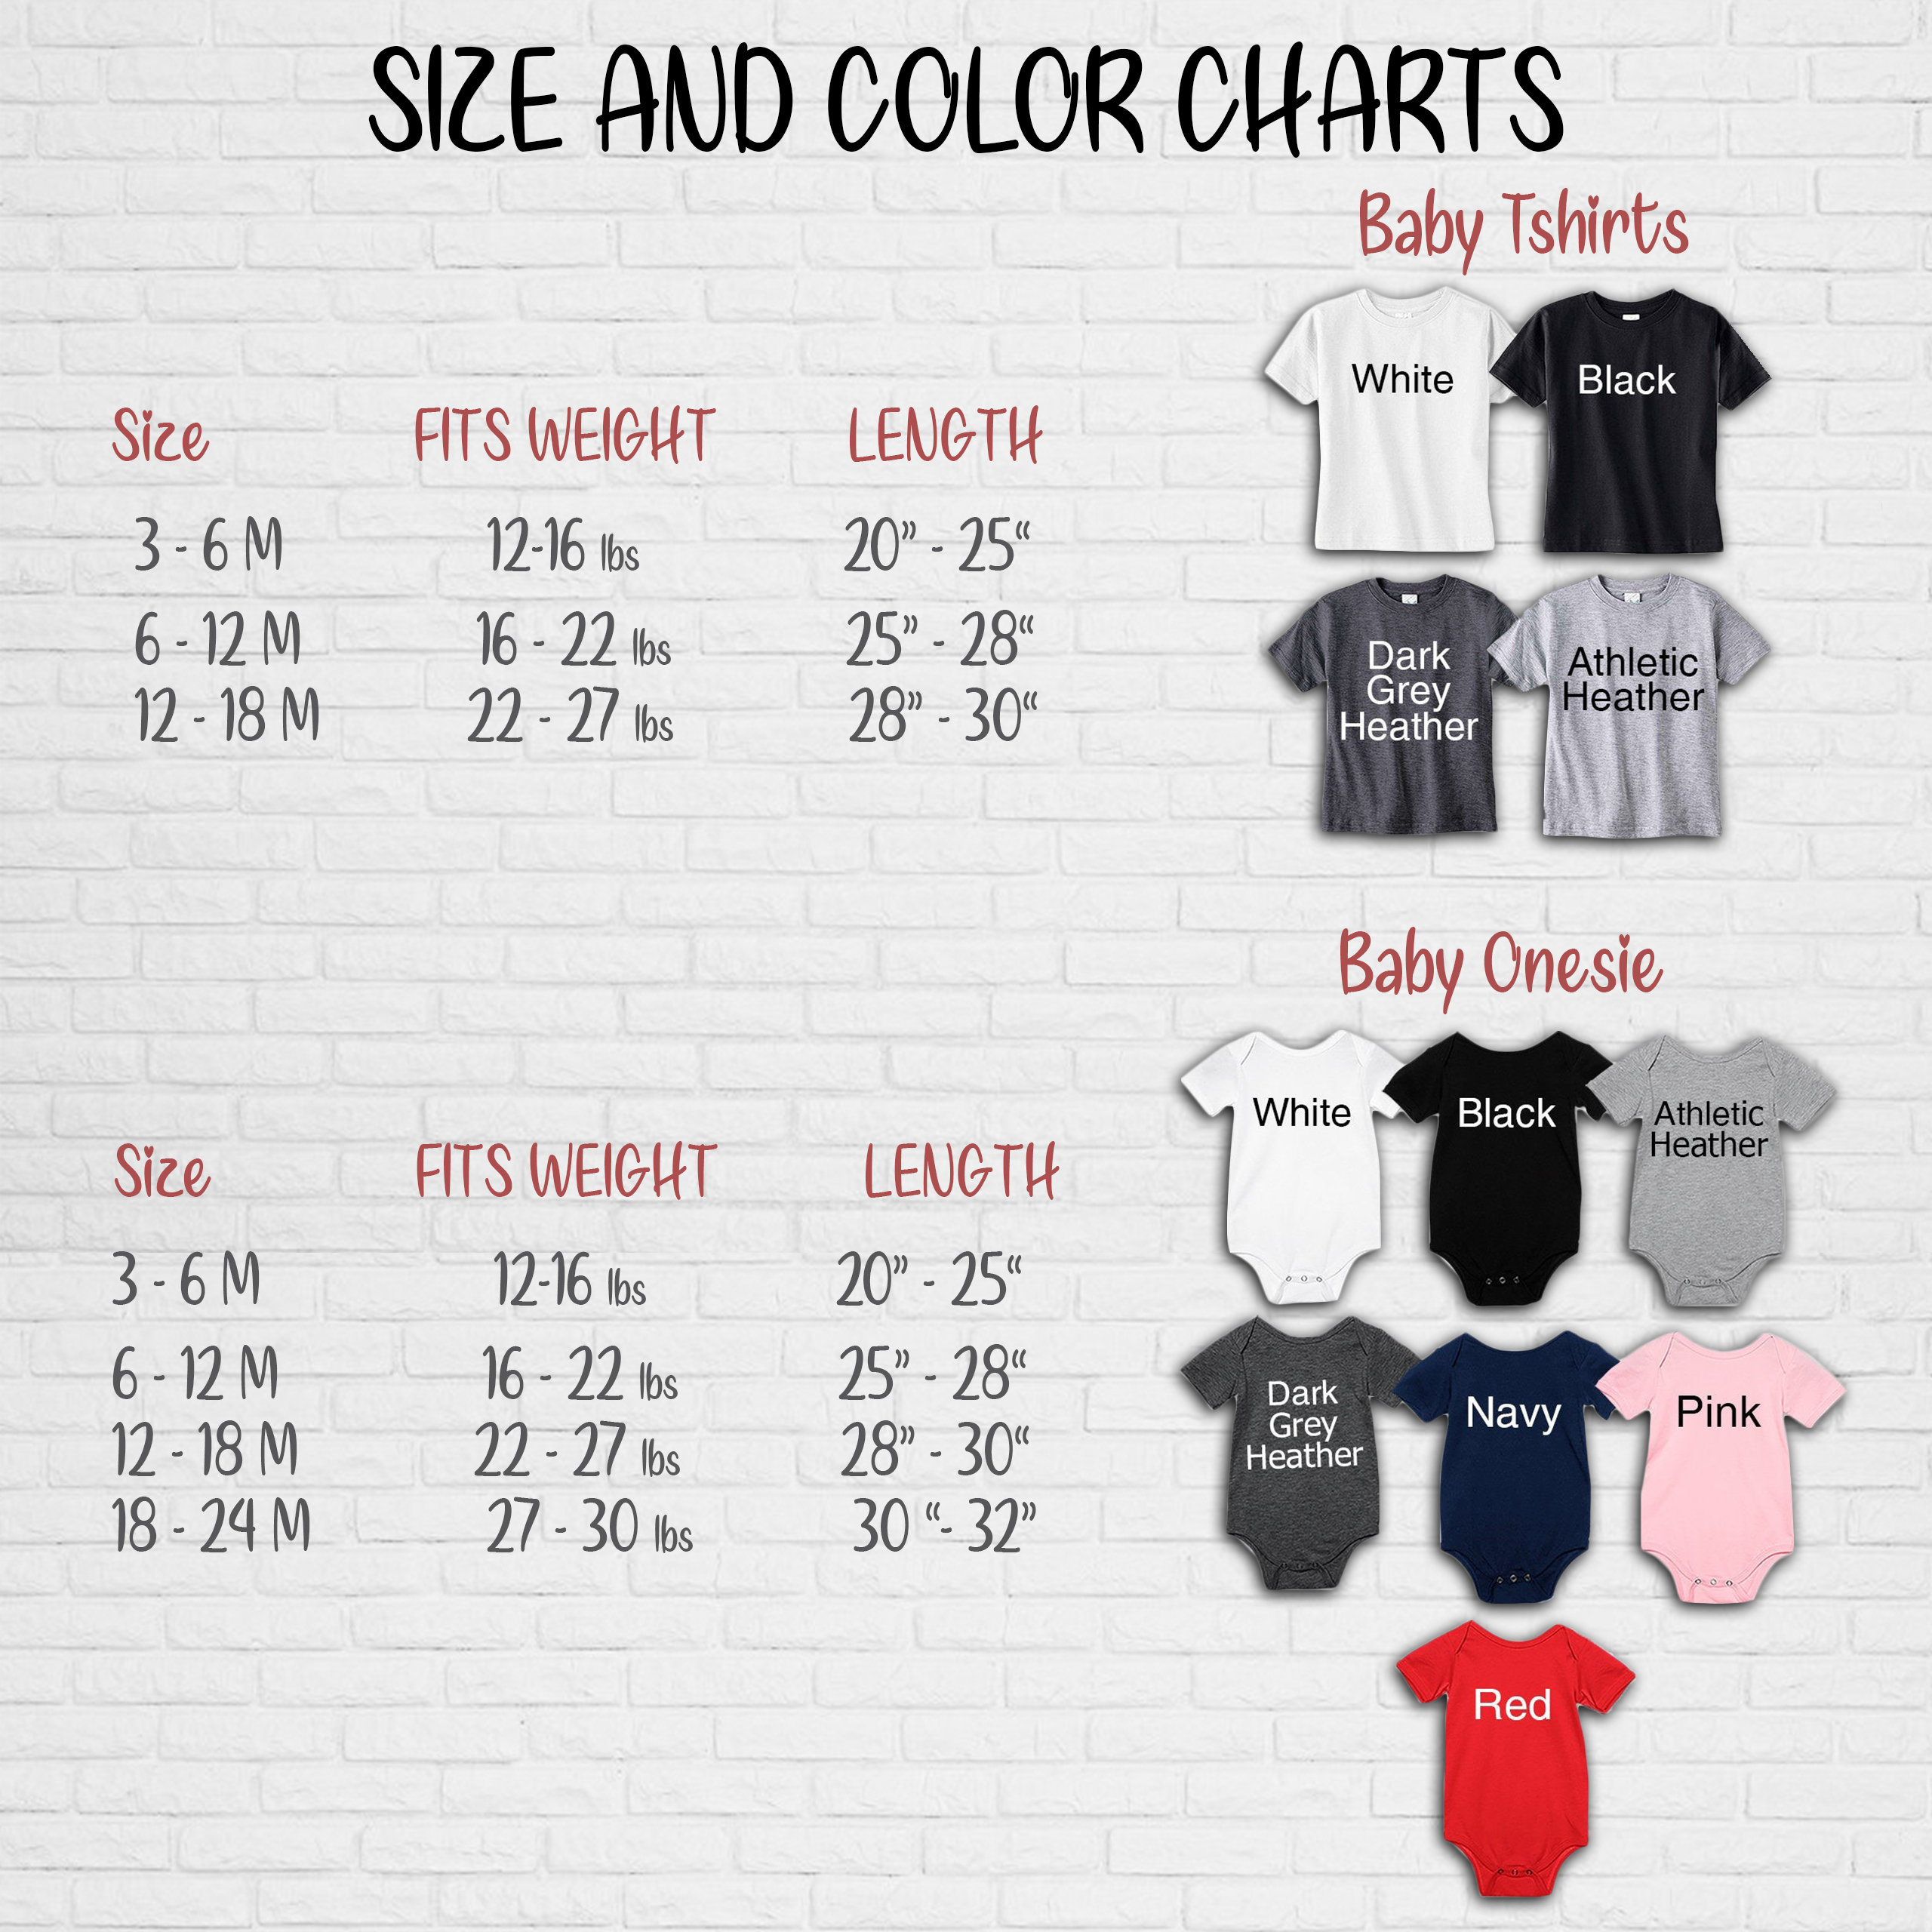 SIZE AND COLOR CHARTS
Baby Tshirts
White
Black
Size FITS WEIGHT LENGTH
3 - 6 M 12-16 lbs 20” - 25“
6 - 12 M 16 - 22 lbs 25” - 28“
12 - 18 M 22 - 27 lbs 28” - 30“
Dark
Grey
Heather
Athletic
Heather
Baby Onesie
White
Black
Athletic
Heather
Size FITS WEIGHT LENGTH
3 - 6 M 12-16 lbs 20” - 25“
6 - 12 M 16 - 22 lbs 25” - 28“
12 - 18 M 22 - 27 lbs 28” - 30“
18 - 24 M 27 - 30 lbs 30 “- 32”
Dark
Grey
Heather
Navy
Pink
Red